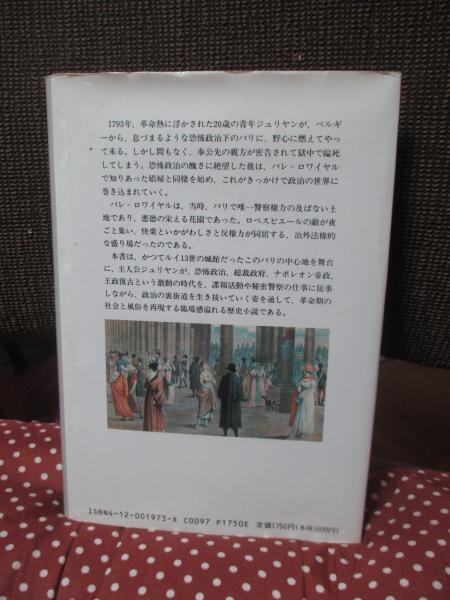 1793年、革命熱に浮かされた20歳の青年ジュリヤンが、ベルギ
ーから、息づまるような恐怖政治下のパリに、野心に燃えてやっ
て来る。しかし間もなく、奉公先の親方が密告されて獄中で縊死
してしまう。恐怖政治の醜さに絶望した彼は、パレ=ロワイヤル
で知りあった娼婦と同棲を始め、これがきっかけで政治の世界に
巻き込まれていく。
パレ・ロワイヤルは、当時、パリで唯一警察権力の及ばない土
地であり、悪徳の栄える花園であった。ロベスピエールの敵が夜
ごと集い、快楽といかがわしさと反権力が同居する、治外法権的
な盛り場だったのである。
本書は、かつてルイ13世の城館だったこのパリの中心地を舞台
に、主人公ジュリヤンが、恐怖政治、総裁政府、ナポレオン帝政、
王政復古という激動の時代を、諜報活動や秘密警察の仕事に従事
しながら、政治の裏街道を生き抜いていく姿を通して、革命期の
社会と風俗を再現する臨場感溢れる歴史小説である。
ISBN4-12-001973-X C0097 P1750E 定価1750円(本体1699円)